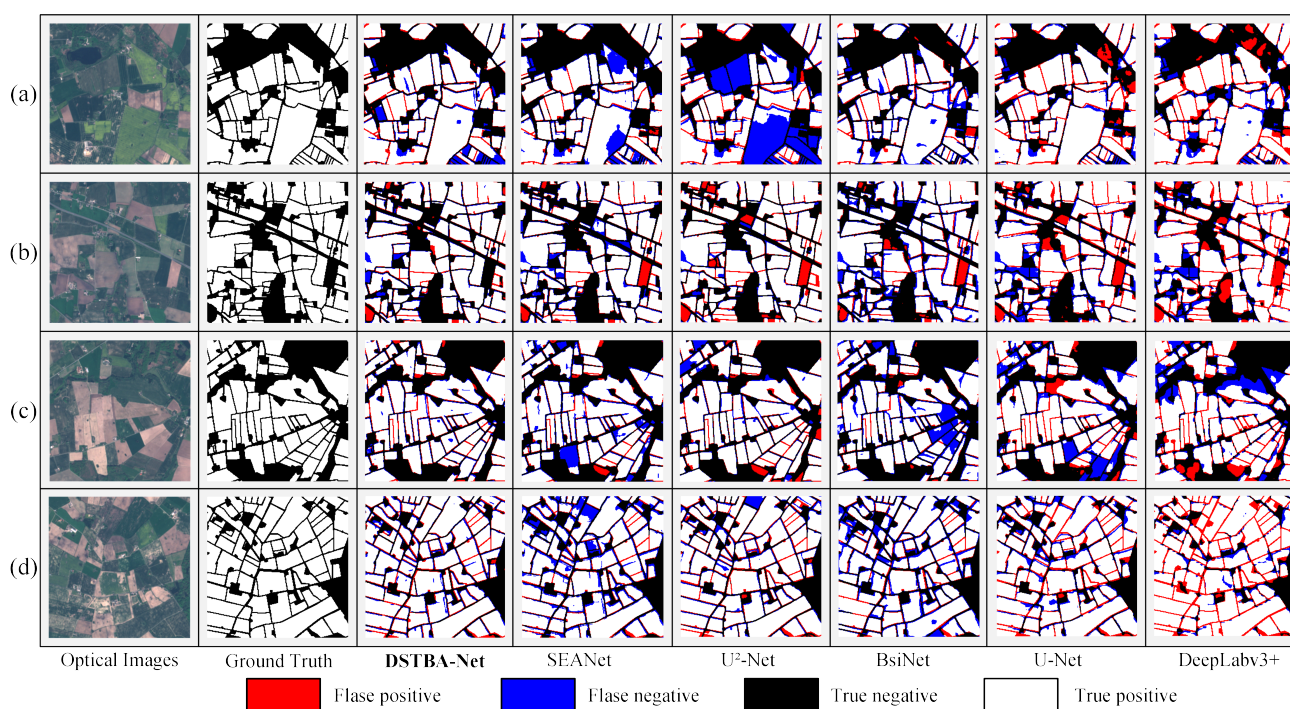 (a)
(b)
(c)
(d)
Optical Images Ground Truth DSTBA-Net SEANet U²-Net BsiNet U-Net DeepLabv3+
Flase positive Flase negative True negative True positive